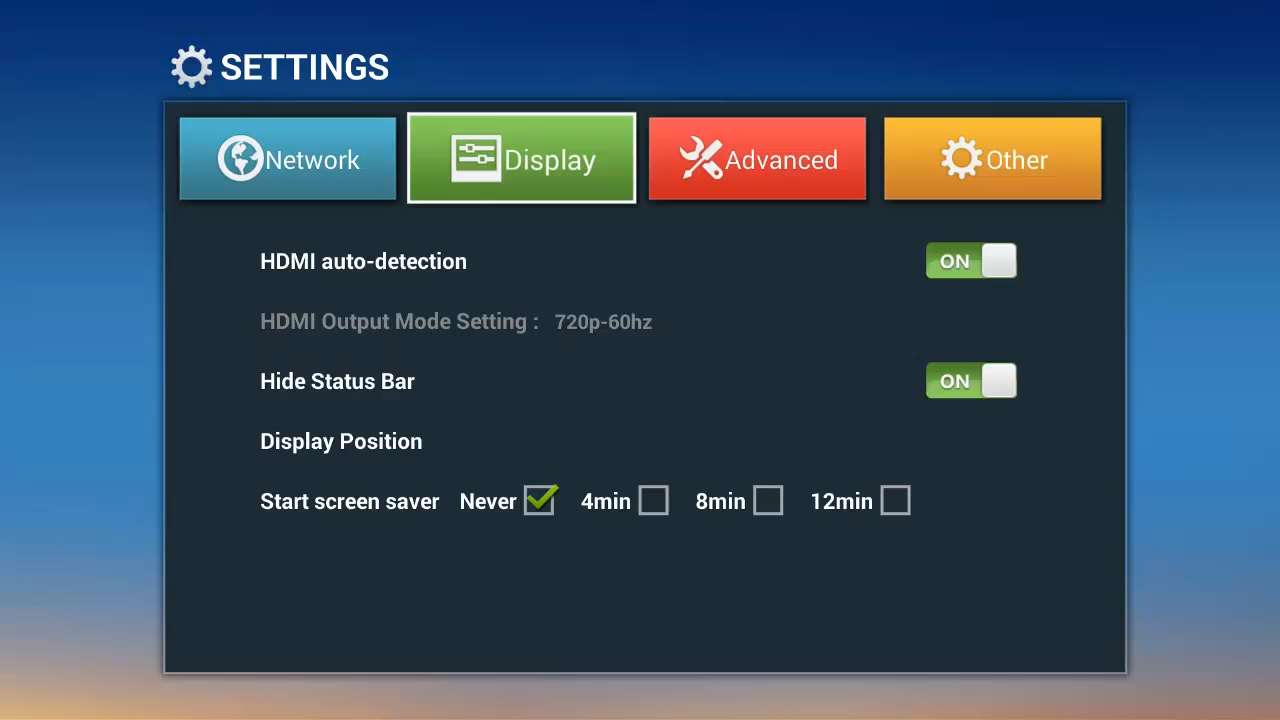 SETTINGS
Network Display Advanced Other
HDMI auto-detection ON
HDMI Output Mode Setting : 720p-60hz
Hide Status Bar ON
Display Position
Start screen saver Never 4min 8min 12min